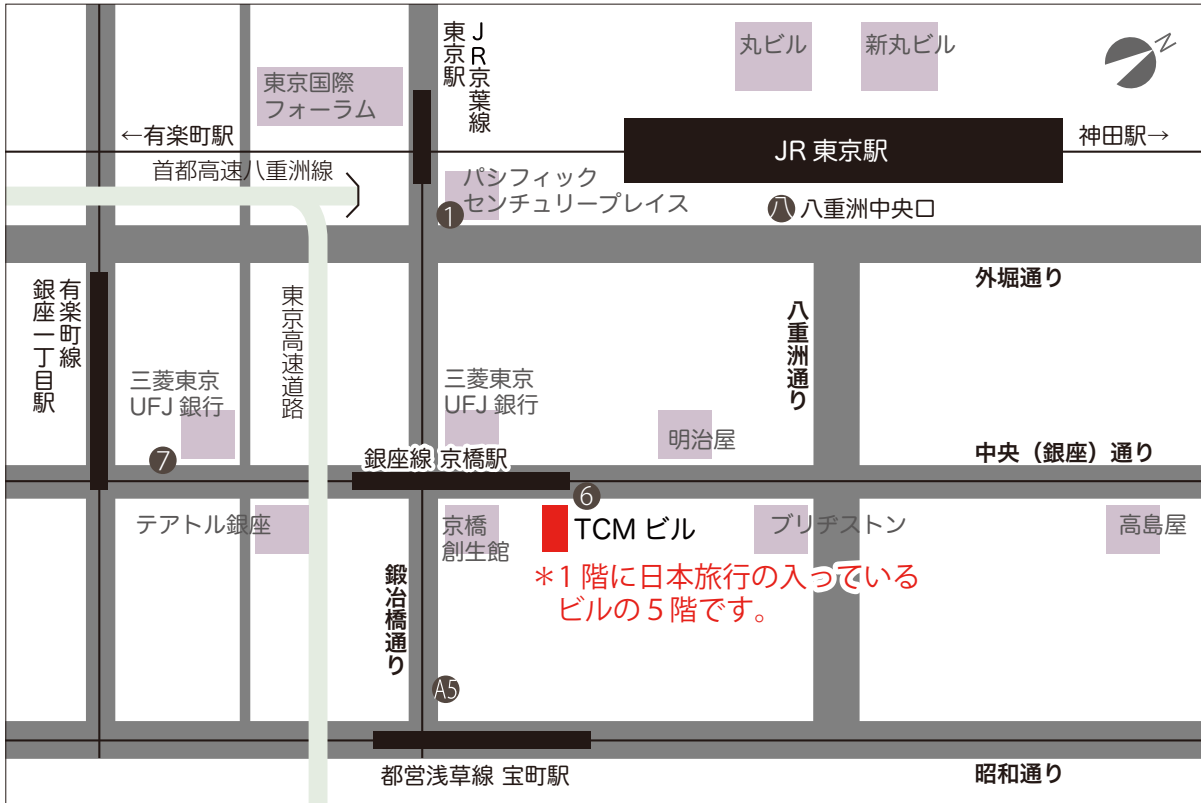 JR京葉線
東京駅
丸ビル
新丸ビル
N
東京国際
フォーラム
←有楽町駅
JR 東京駅
神田駅→
首都高速八重洲線
パシフィック
センチュリープレイス
1
八 八重洲中央口
外堀通り
有楽町線
銀座一丁目駅
東京高速道路
八重洲通り
三菱東京
UFJ 銀行
三菱東京
UFJ 銀行
明治屋
7
銀座線 京橋駅
中央（銀座）通り
6
テアトル銀座
京橋
創生館
TCM ビル
ブリヂストン
高島屋
＊1 階に日本旅行の入っている
ビルの 5 階です。
鍛冶橋通り
A5
都営浅草線 宝町駅
昭和通り